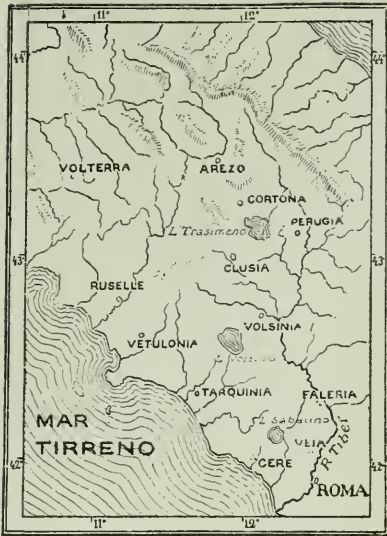 11°
12°
44°
44°
VOLTERRA
AREZO
CORTONA
L. Trasimeno
PERUGIA
43°
43°
CLUSIA
RUSELLE
VOLSINIA
VETULONIA
TARQUINIA
FALERIA
MAR
TIRRENO
L. Sabatino
VEIA
R. Tiber
42°
42°
CERE
ROMA
11°
12°